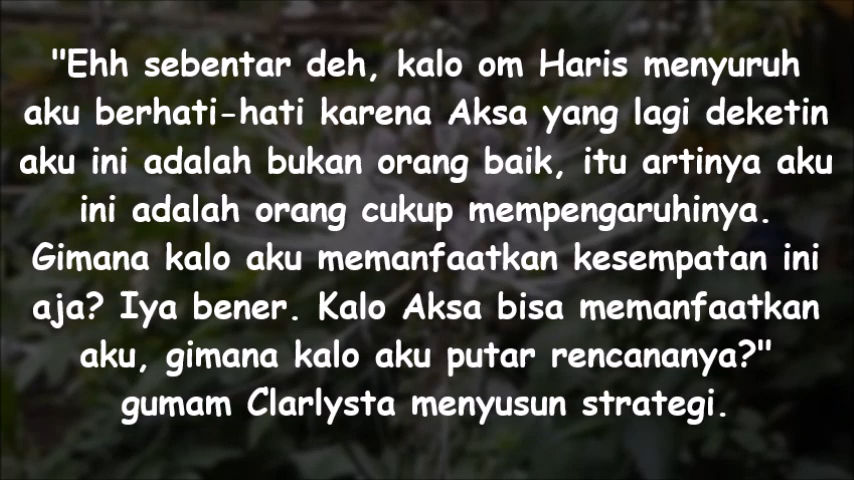 "Ehh sebentar deh, kalo om Haris menyuruh
aku berhati-hati karena Aksa yang lagi deketin
aku ini adalah bukan orang baik, itu artinya aku
ini adalah orang cukup mempengaruhinya.
Gimana kalo aku memanfaatkan kesempatan ini
aja? Iya bener. Kalo Aksa bisa memanfaatkan
aku, gimana kalo aku putar rencananya?"
gumam Clarlysta menyusun strategi.